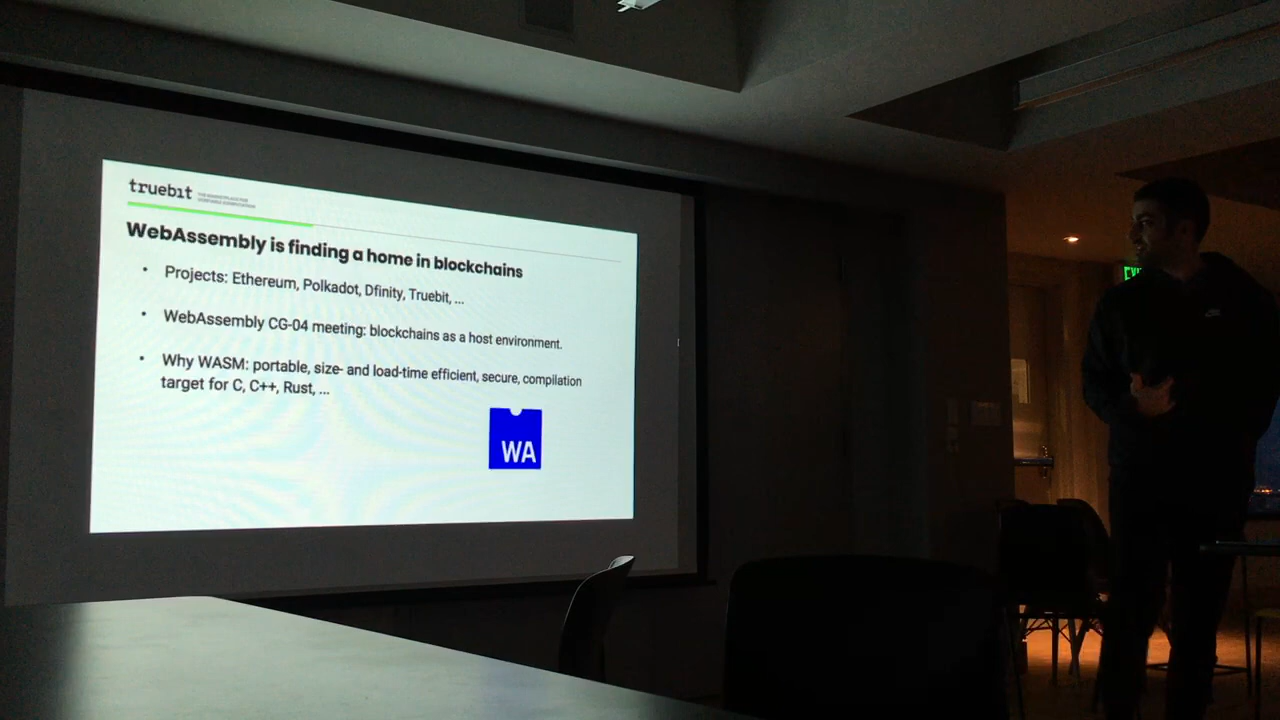 truebit
WebAssembly is finding a home in blockchains
• Projects: Ethereum, Polkadot, Dfinity, Truebit, ...
• WebAssembly CG-04 meeting: blockchains as a host environment.
• Why WASM: portable, size- and load-time efficient, secure, compilation
target for C, C++, Rust, ...
WA